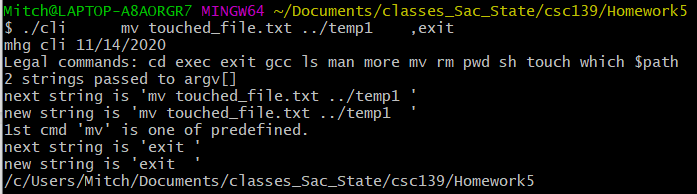 Mitch@LAPTOP-A8AORGR7 MINGW64 ~/Documents/classes_Sac_State/csc139/Homework5
$ ./cli      mv touched_file.txt ../temp1    ,exit
mhg cli 11/14/2020
Legal commands: cd exec exit gcc ls man more mv rm pwd sh touch which $path
2 strings passed to argv[]
next string is 'mv touched_file.txt ../temp1 '
new string is 'mv touched_file.txt ../temp1  '
1st cmd 'mv' is one of predefined.
next string is 'exit '
new string is 'exit  '
/c/Users/Mitch/Documents/classes_Sac_State/csc139/Homework5